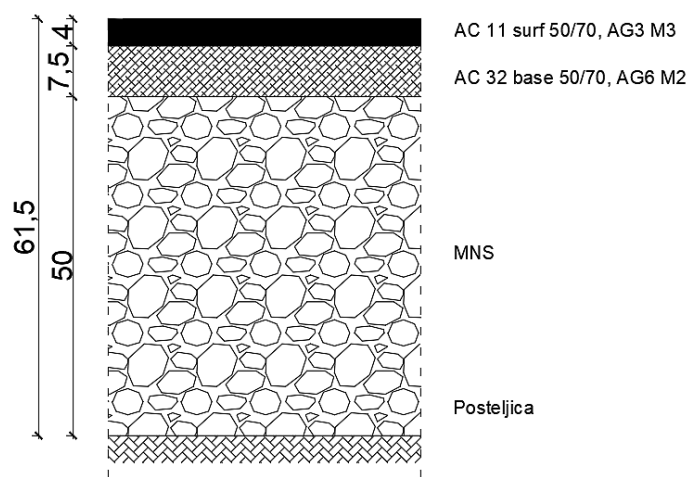 4
AC 11 surf 50/70, AG3 M3
7,5
AC 32 base 50/70, AG6 M2
61,5
50
MNS
Posteljica